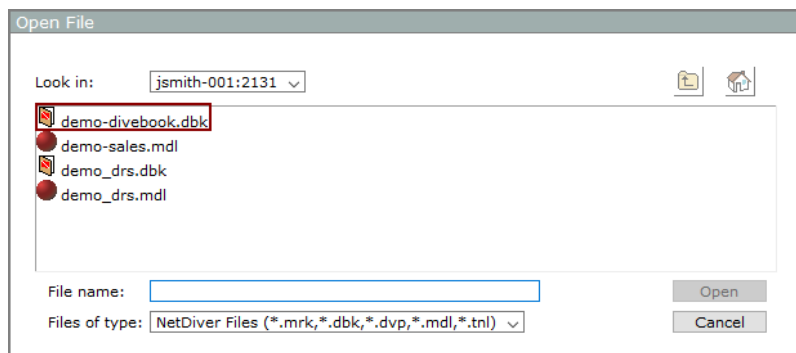 Open File
Look in: jsmith-001:2131
demo-divebook.dbk
demo-sales.mdl
demo_drs.dbk
demo_drs.mdl
File name: Open
Files of type: NetDiver Files (*.mrk,*.dbk,*.dvp,*.mdl,*.tnl) Cancel